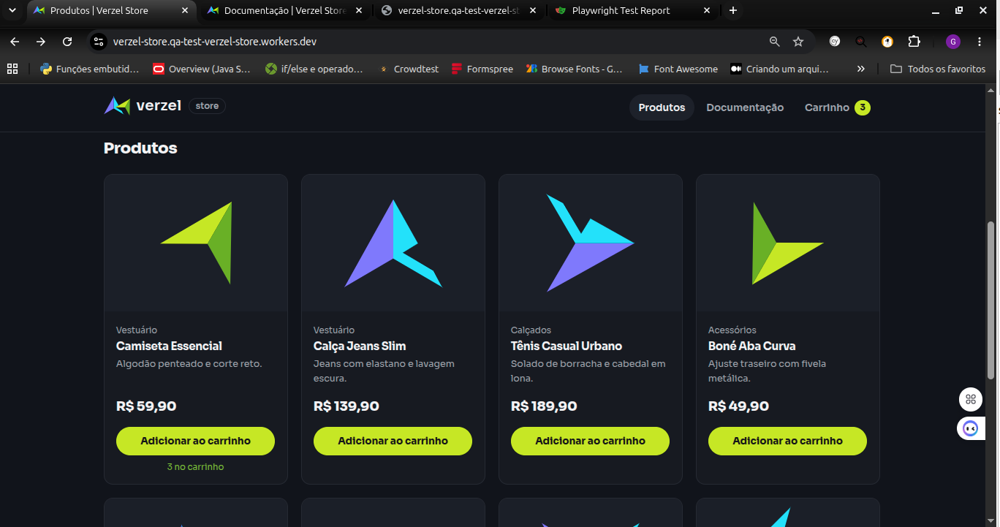 Produtos | Verzel Store
Documentação | Verzel Store
verzel-store.qa-test-verzel-st
Playwright Test Report
verzel-store.qa-test-verzel-store.workers.dev
G
Funções embutid...
Overview (Java S...
if/else e operado...
Crowdtest
Formspree
Browse Fonts - G...
Font Awesome
Criando um arqui...
Todos os favoritos
verzel
store
Produtos
Documentação
Carrinho 3
Produtos
Vestuário
Camiseta Essencial
Algodão penteado e corte reto.
R$ 59,90
Adicionar ao carrinho
3 no carrinho
Vestuário
Calça Jeans Slim
Jeans com elastano e lavagem
escura.
R$ 139,90
Adicionar ao carrinho
Calçados
Tênis Casual Urbano
Solado de borracha e cabedal em
lona.
R$ 189,90
Adicionar ao carrinho
Acessórios
Boné Aba Curva
Ajuste traseiro com fivela
metálica.
R$ 49,90
Adicionar ao carrinho